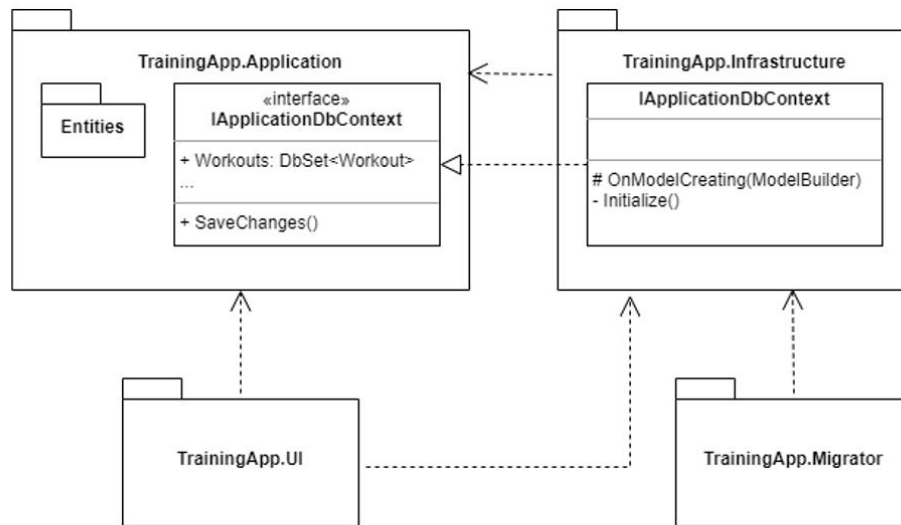 TrainingApp.Application
Entities
«interface»
IApplicationDbContext
+ Workouts: DbSet<Workout>
...
+ SaveChanges()
TrainingApp.Infrastructure
IApplicationDbContext
# OnModelCreating(ModelBuilder)
- Initialize()
TrainingApp.UI
TrainingApp.Migrator